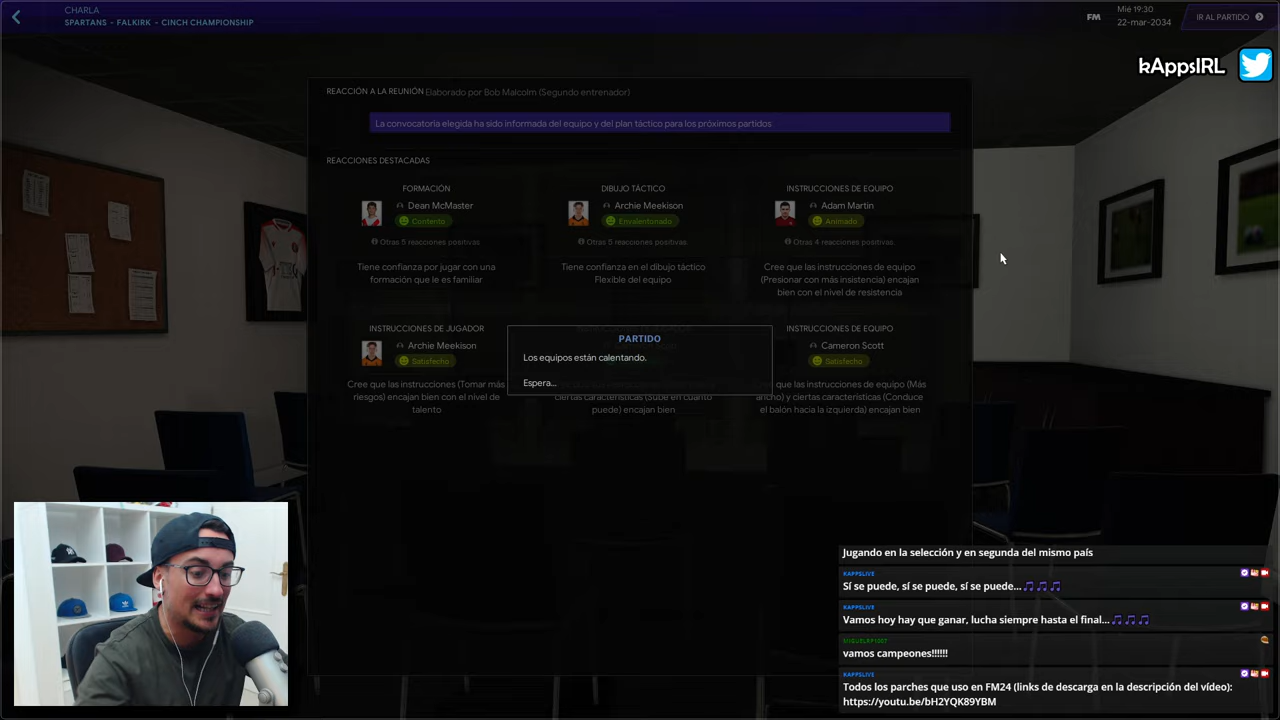 CHARLA
SPARTANS - FALKIRK - CINCH CHAMPIONSHIP
FM
Mié 19:30
22-mar-2034
IR AL PARTIDO
kAppsIRL
REACCIÓN A LA REUNIÓN Elaborado por Bob Malcolm (Segundo entrenador)
La convocatoria elegida ha sido informada del equipo y del plan táctico para los próximos partidos
REACCIONES DESTACADAS
FORMACIÓN
Dean McMaster
Contento
Otras 5 reacciones positivas
Tiene confianza por jugar con una
formación que le es familiar
DIBUJO TÁCTICO
Archie Meekison
Envalentonado
Otras 5 reacciones positivas.
Tiene confianza en el dibujo táctico
Flexible del equipo
INSTRUCCIONES DE EQUIPO
Adam Martin
Animado
Otras 4 reacciones positivas.
Cree que las instrucciones de equipo
(Presionar con más insistencia) encajan
bien con el nivel de resistencia
INSTRUCCIONES DE JUGADOR
Archie Meekison
Satisfecho
Cree que las instrucciones (Tomar más
riesgos) encajan bien con el nivel de
talento
PARTIDO
Los equipos están calentando.
Espera...
ciertas características (Sube en cuanto
puede) encajan bien
INSTRUCCIONES DE EQUIPO
Cameron Scott
Satisfecho
Cree que las instrucciones de equipo (Más
ancho) y ciertas características (Conduce
el balón hacia la izquierda) encajan bien
Jugando en la selección y en segunda del mismo país
KAPPSLIVE
Sí se puede, sí se puede, sí se puede...🎵🎵🎵
KAPPSLIVE
Vamos hoy hay que ganar, lucha siempre hasta el final...🎵🎵🎵
vamos campeones!!!!!!
KAPPSLIVE
Todos los parches que uso en FM24 (links de descarga en la descripción del vídeo):
https://youtu.be/bH2YQK89YBM